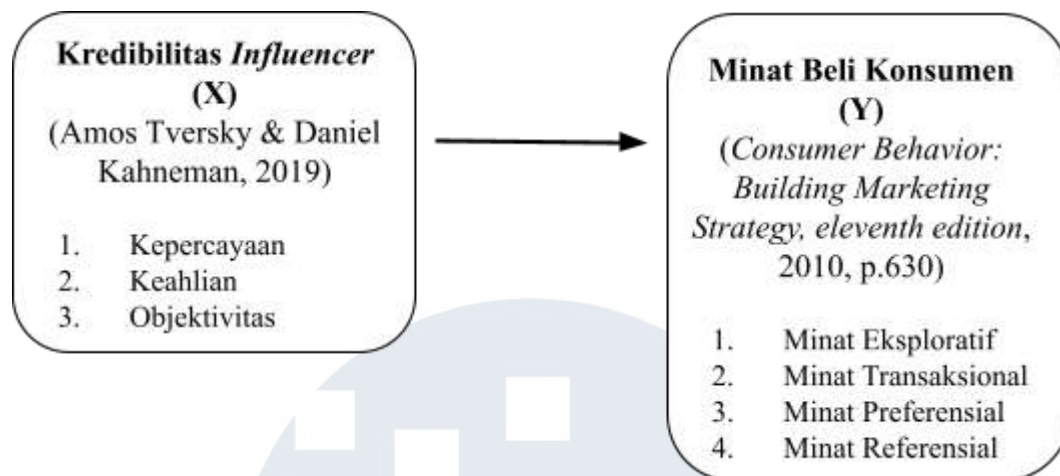 Kredibilitas Influencer
(X)
(Amos Tversky & Daniel
Kahneman, 2019)
1. Kepercayaan
2. Keahlian
3. Objektivitas
Minat Beli Konsumen
(Y)
(Consumer Behavior:
Building Marketing
Strategy, eleventh edition,
2010, p.630)
1. Minat Eksploratif
2. Minat Transaksional
3. Minat Preferensial
4. Minat Referensial